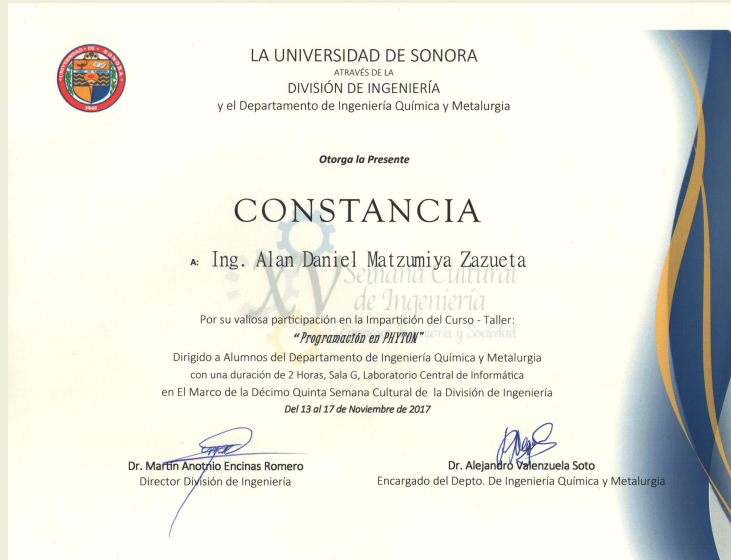 LA UNIVERSIDAD DE SONORA
ATRAVÉS DE LA
DIVISIÓN DE INGENIERÍA
y el Departamento de Ingeniería Química y Metalurgia
Otorga la Presente
CONSTANCIA
A: Ing. Alan Daniel Matzumiya Zazueta
XV Semana Cultural
de Ingeniería
Por su valiosa participación en la Impartición del Curso - Taller:
"Programación en PHYTON"
y Sociedad
Dirigido a Alumnos del Departamento de Ingeniería Química y Metalurgia
con una duración de 2 Horas, Sala G, Laboratorio Central de Informática
en El Marco de la Décimo Quinta Semana Cultural de la División de Ingeniería
Del 13 al 17 de Noviembre de 2017
Dr. Martín Anotnio Encinas Romero
Director División de Ingeniería
Dr. Alejandro Valenzuela Soto
Encargado del Depto. De Ingeniería Química y Metalurgia